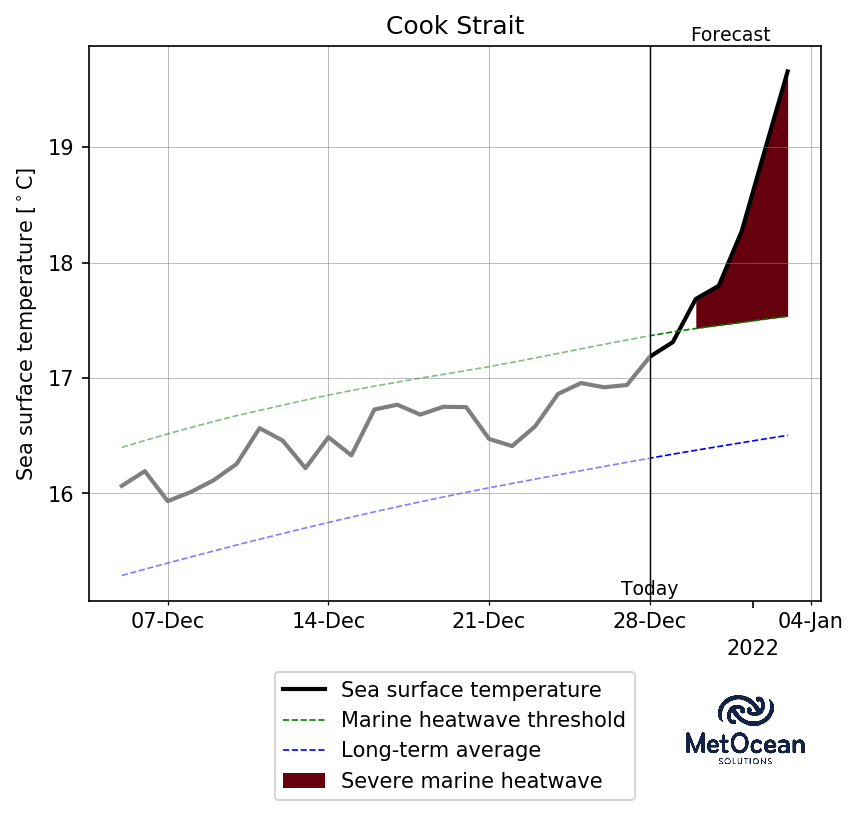 Cook Strait
Forecast
Sea surface temperature [°C]
19
18
17
16
Today
07-Dec
14-Dec
21-Dec
28-Dec
04-Jan
2022
Sea surface temperature
Marine heatwave threshold
Long-term average
Severe marine heatwave
MetOcean
SOLUTIONS